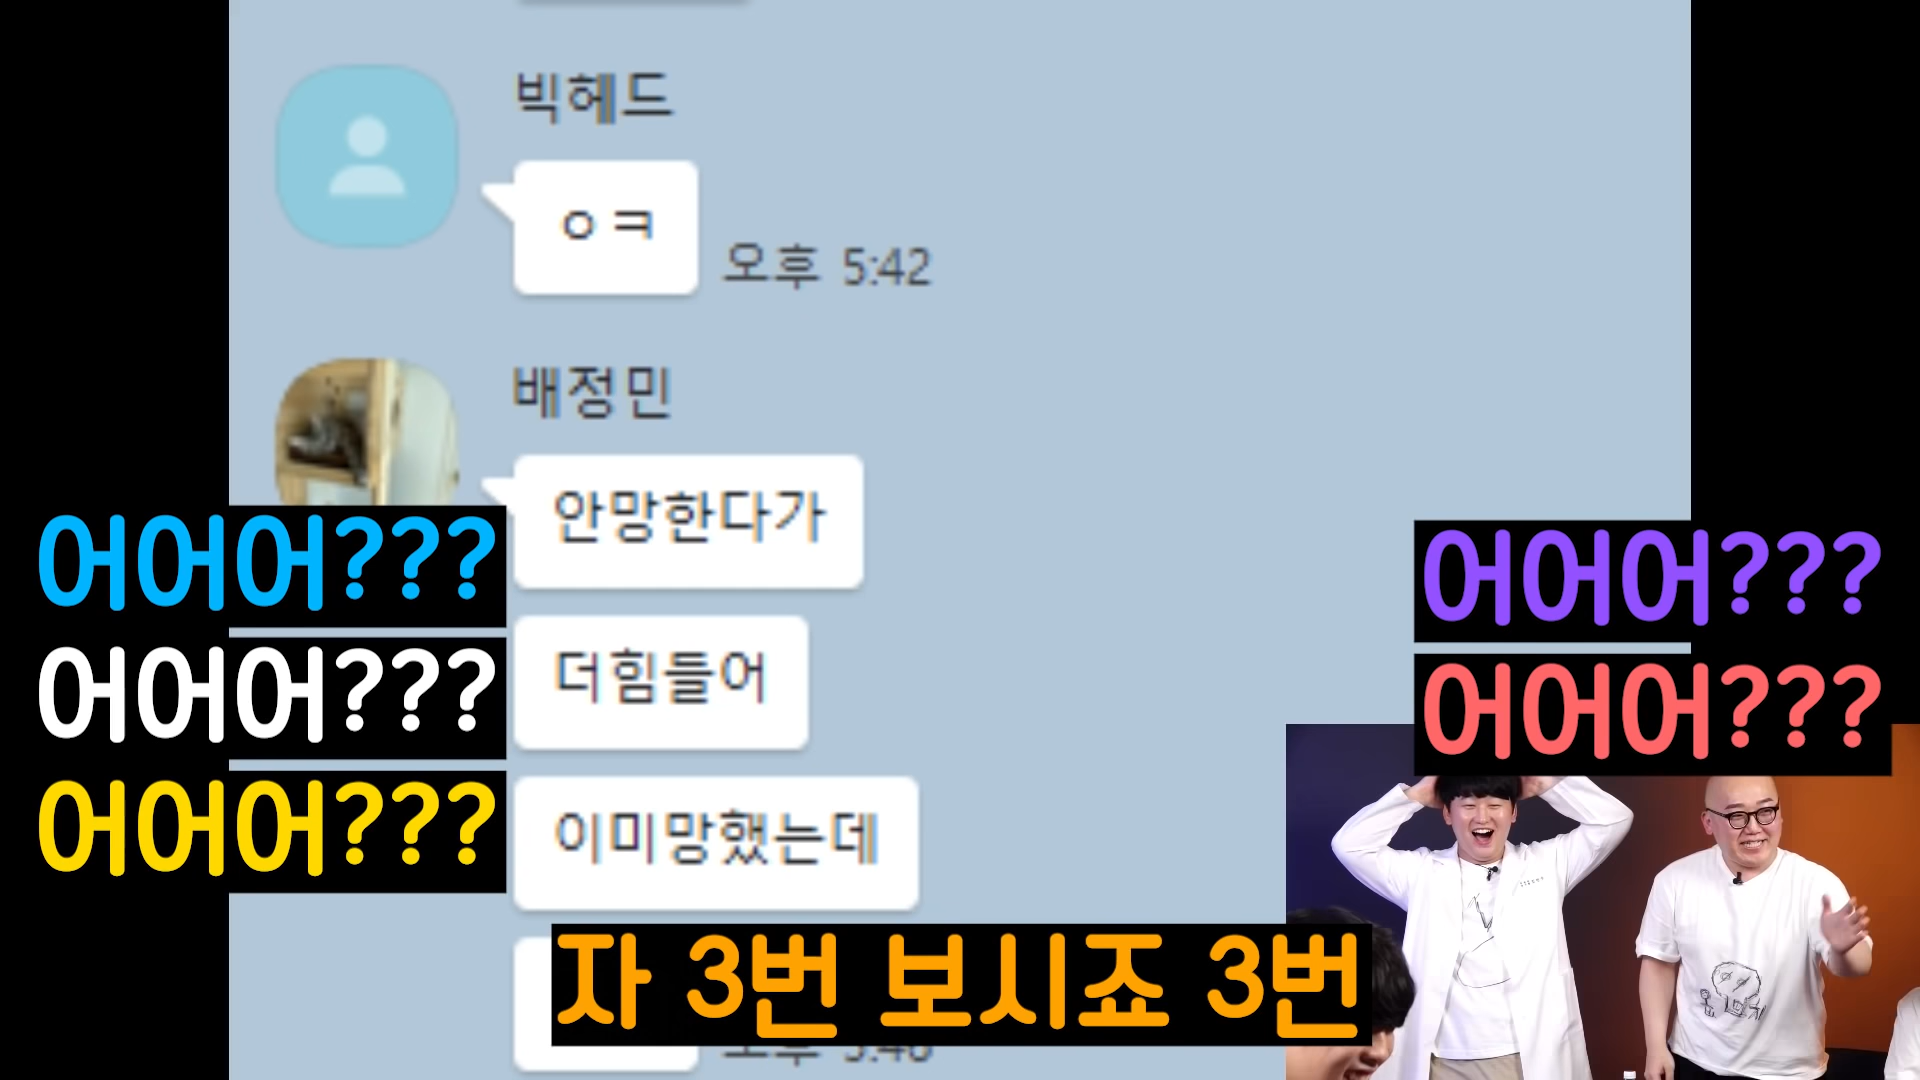 빅헤드
ㅇㅋ
오후 5:42
배정민
안망한다가
더힘들어
이미망했는데
어어어???
어어어???
어어어???
어어어???
어어어???
자 3번 보시죠 3번